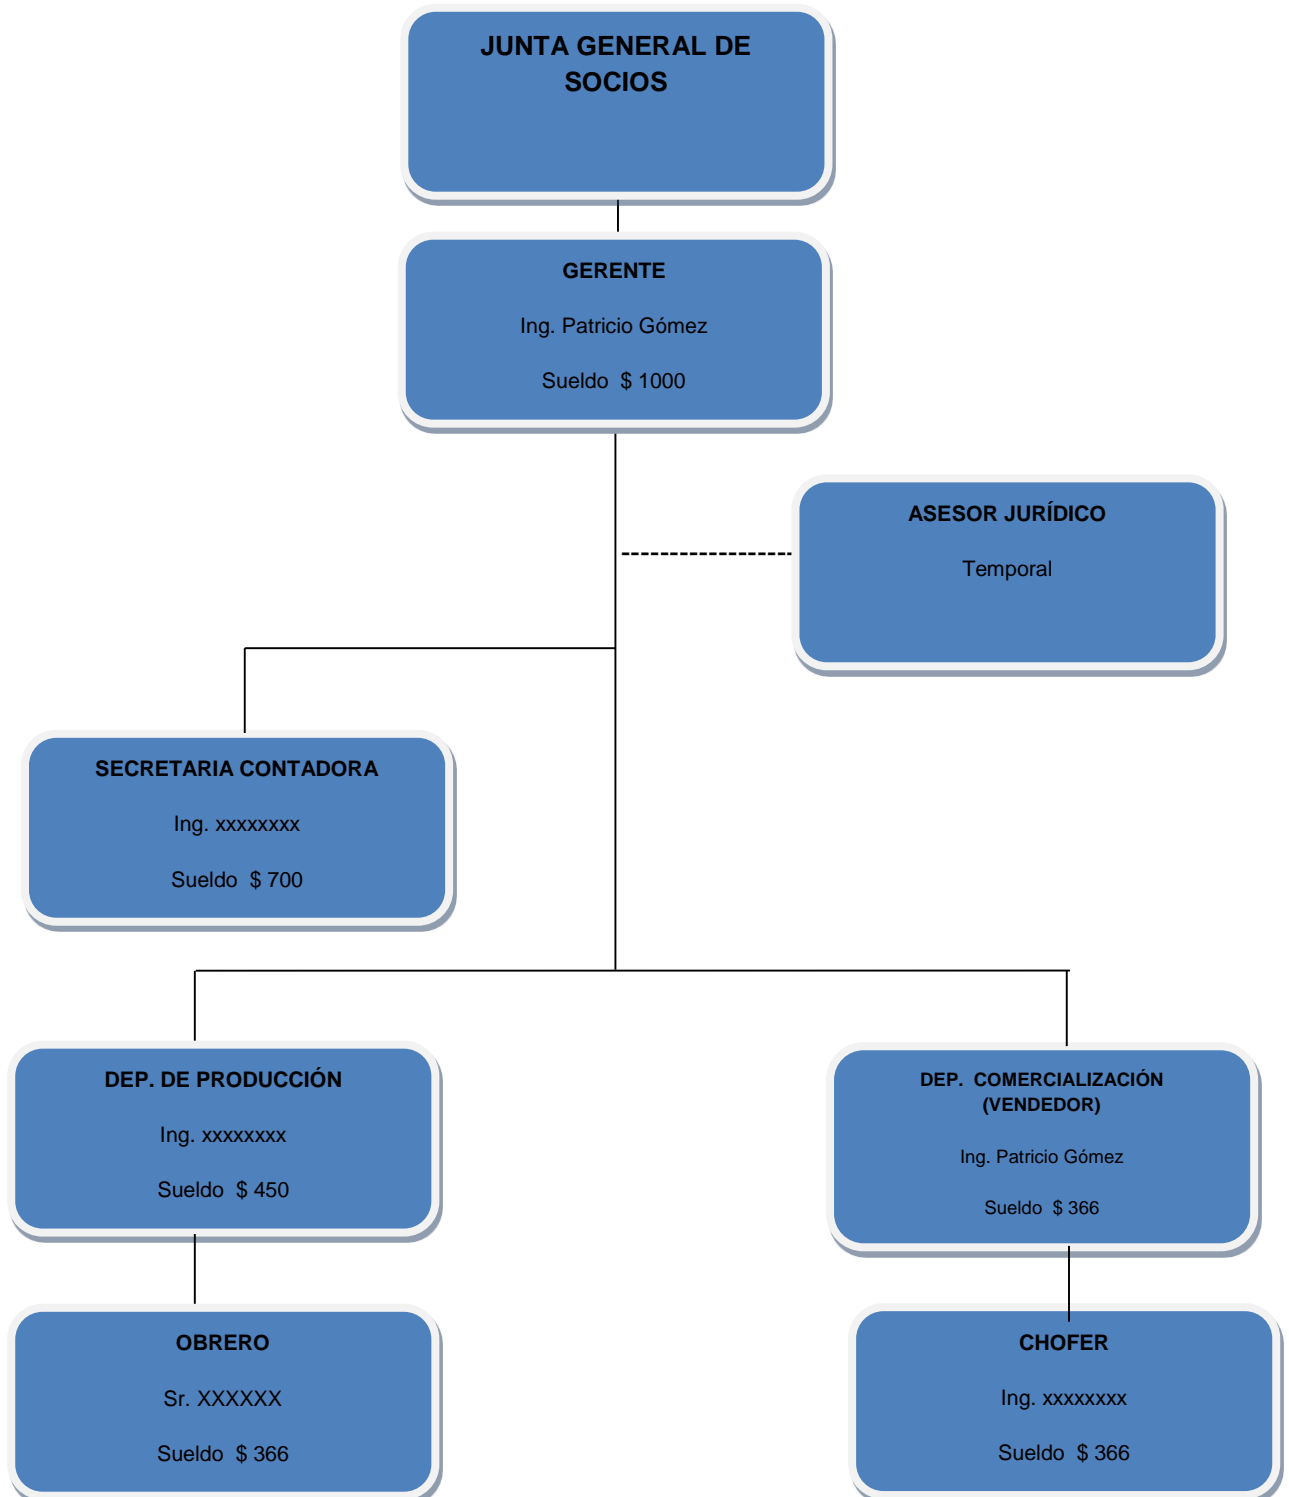 JUNTA GENERAL DE
SOCIOS
GERENTE
Ing. Patricio Gómez
Sueldo  $ 1000
ASESOR JURÍDICO
Temporal
SECRETARIA CONTADORA
Ing. xxxxxxxx
Sueldo  $ 700
DEP. DE PRODUCCIÓN
Ing. xxxxxxxx
Sueldo  $ 450
DEP.  COMERCIALIZACIÓN
(VENDEDOR)
Ing. Patricio Gómez
Sueldo  $ 366
OBRERO
Sr. XXXXXX
Sueldo  $ 366
CHOFER
Ing. xxxxxxxx
Sueldo  $ 366